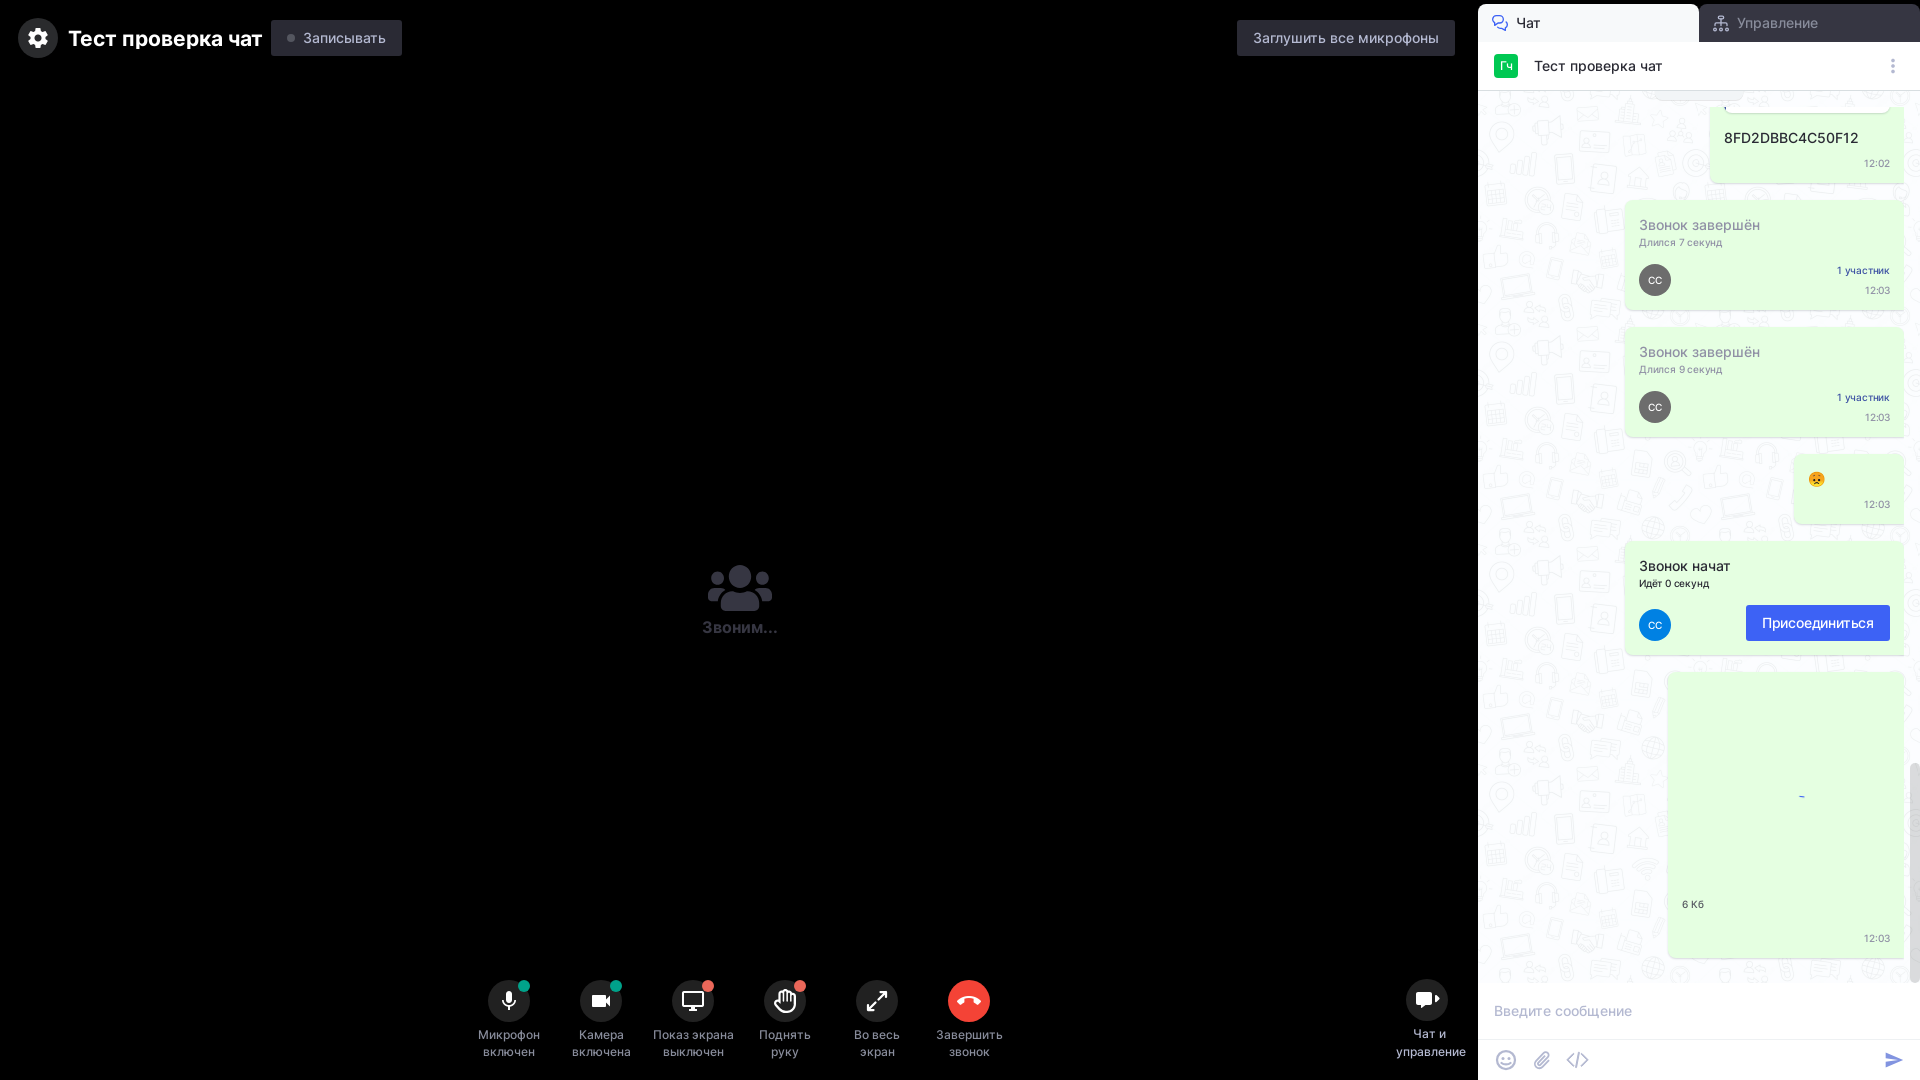 Тест проверка чат
Записывать
Заглушить все микрофоны
Звоним...
Микрофон
включен
Камера
включена
Показ экрана
выключен
Поднять
руку
Во весь
экран
Завершить
звонок
Чат и
управление
Чат
Управление
Гч
Тест проверка чат
8FD2DBBC4C50F12
12:02
Звонок завершён
Длился 7 секунд
СС
1 участник
12:03
Звонок завершён
Длился 9 секунд
СС
1 участник
12:03
12:03
Звонок начат
Идёт 0 секунд
СС
Присоединиться
6 Кб
12:03
Введите сообщение